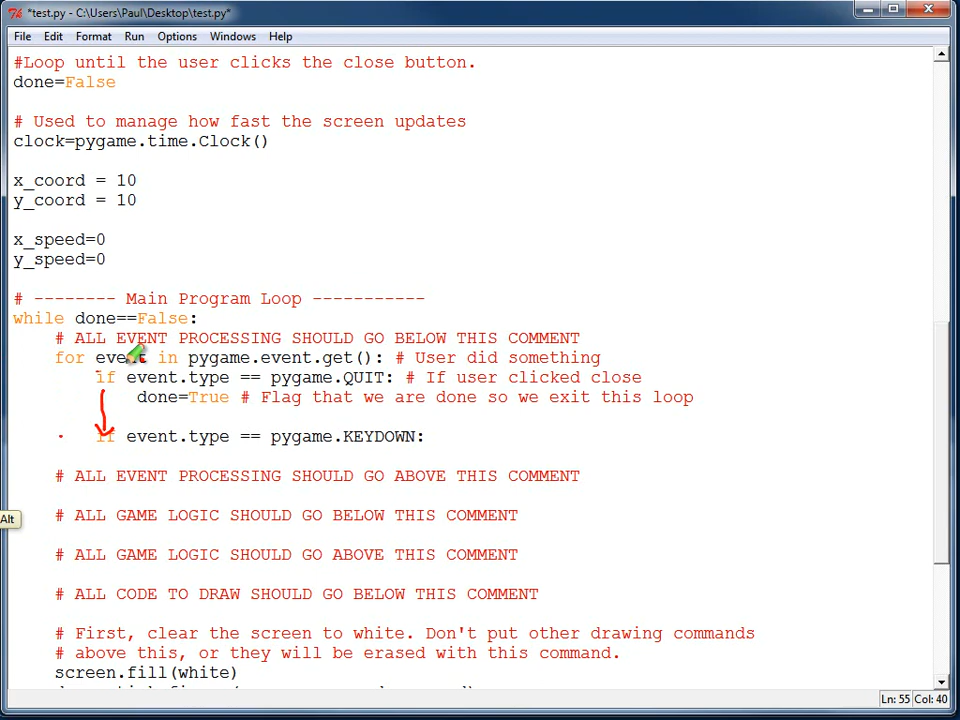 *test.py - C:\Users\Paul\Desktop\test.py*
File Edit Format Run Options Windows Help
#Loop until the user clicks the close button.
done=False
# Used to manage how fast the screen updates
clock=pygame.time.Clock()
x_coord = 10
y_coord = 10
x_speed=0
y_speed=0
# -------- Main Program Loop -----------
while done==False:
    # ALL EVENT PROCESSING SHOULD GO BELOW THIS COMMENT
    for event in pygame.event.get(): # User did something
        if event.type == pygame.QUIT: # If user clicked close
            done=True # Flag that we are done so we exit this loop
        if event.type == pygame.KEYDOWN:
    # ALL EVENT PROCESSING SHOULD GO ABOVE THIS COMMENT
Alt
    # ALL GAME LOGIC SHOULD GO BELOW THIS COMMENT
    # ALL GAME LOGIC SHOULD GO ABOVE THIS COMMENT
    # ALL CODE TO DRAW SHOULD GO BELOW THIS COMMENT
    # First, clear the screen to white. Don't put other drawing commands
    # above this, or they will be erased with this command.
    screen.fill(white)
Ln: 55 Col: 40